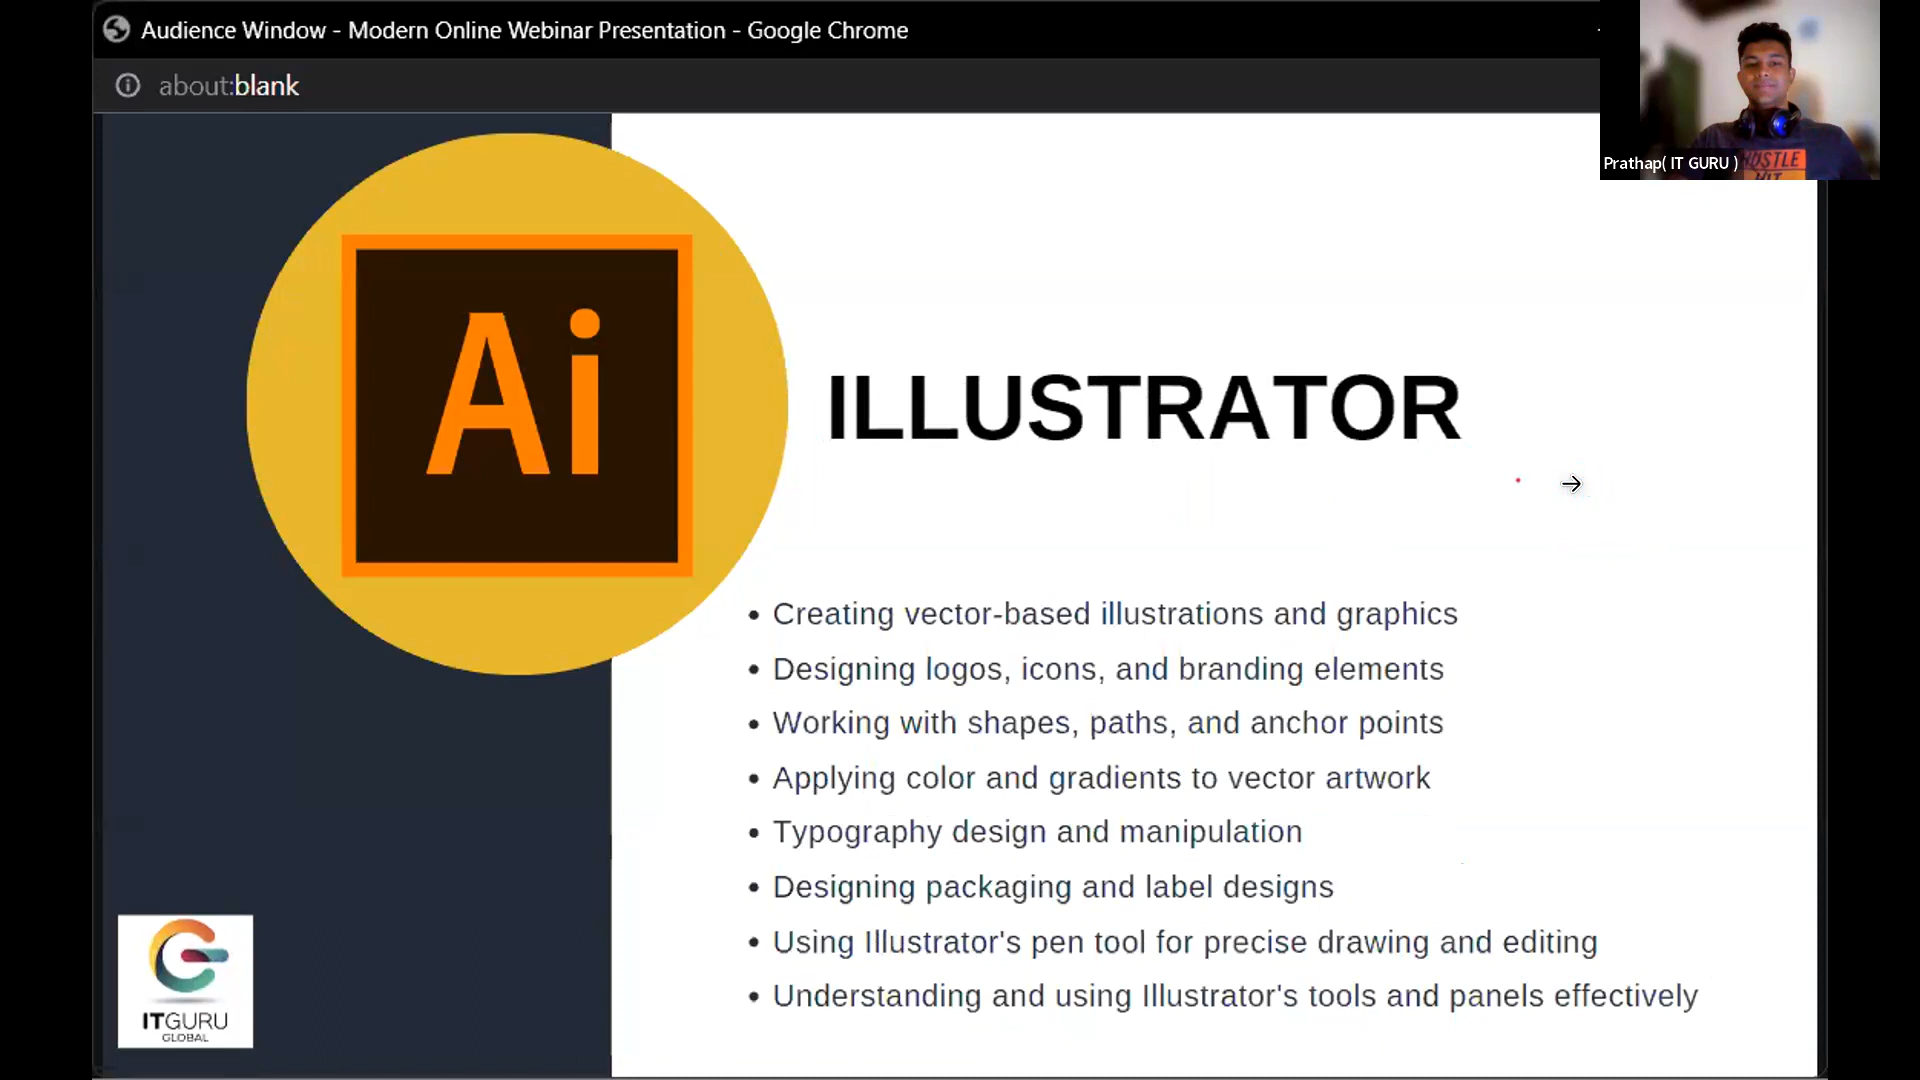 Audience Window - Modern Online Webinar Presentation - Google Chrome
about:blank
Prathap( IT GURU )
HUSTLE
HIT
Ai
ILLUSTRATOR
• Creating vector-based illustrations and graphics
• Designing logos, icons, and branding elements
• Working with shapes, paths, and anchor points
• Applying color and gradients to vector artwork
• Typography design and manipulation
• Designing packaging and label designs
• Using Illustrator's pen tool for precise drawing and editing
• Understanding and using Illustrator's tools and panels effectively
ITGURU
GLOBAL